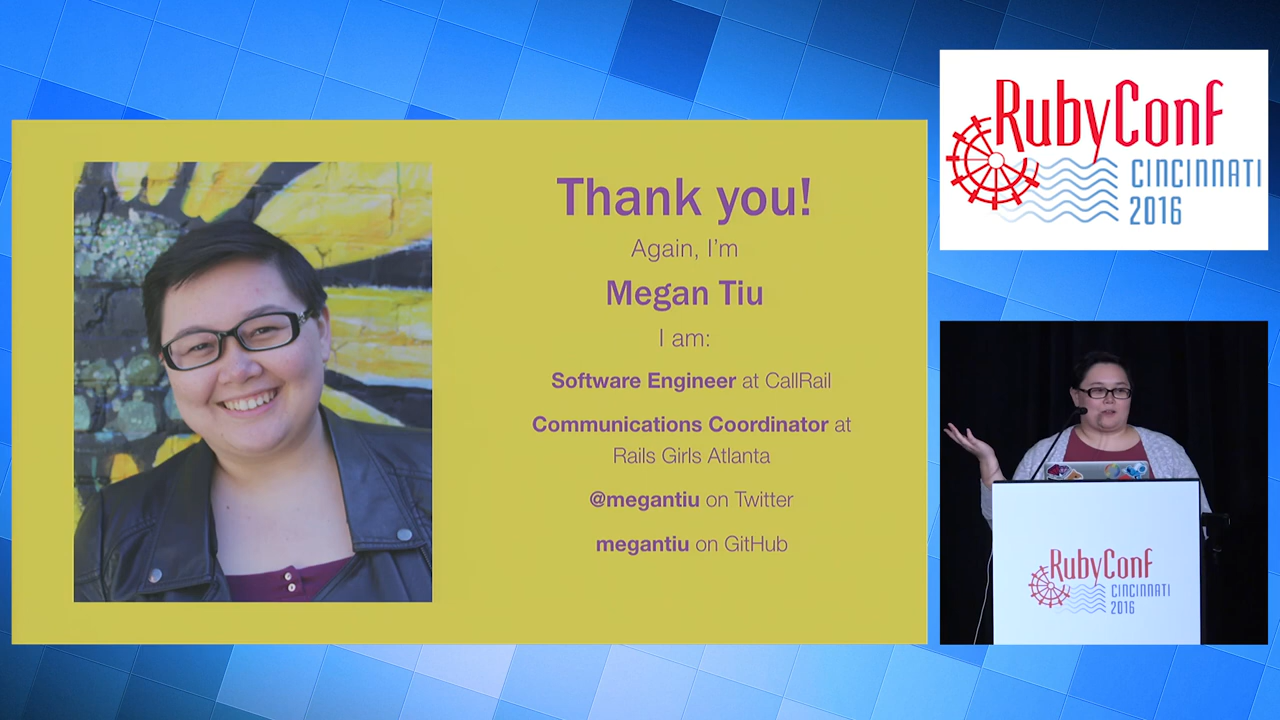 Thank you!
Again, I'm
Megan Tiu
I am:
Software Engineer at CallRail
Communications Coordinator at
Rails Girls Atlanta
@megantiu on Twitter
megantiu on GitHub
RubyConf
CINCINNATI
2016
RubyConf
CINCINNATI
2016